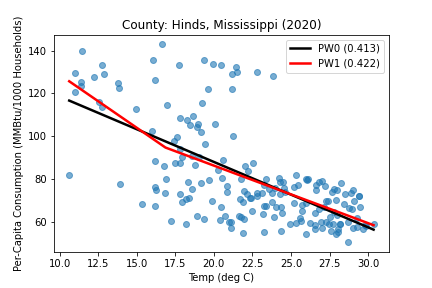 County: Hinds, Mississippi (2020)
PW0 (0.413)
PW1 (0.422)
Per-Capita Consumption (MMBtu/1000 Households)
140
120
100
80
60
10.0 12.5 15.0 17.5 20.0 22.5 25.0 27.5 30.0
Temp (deg C)